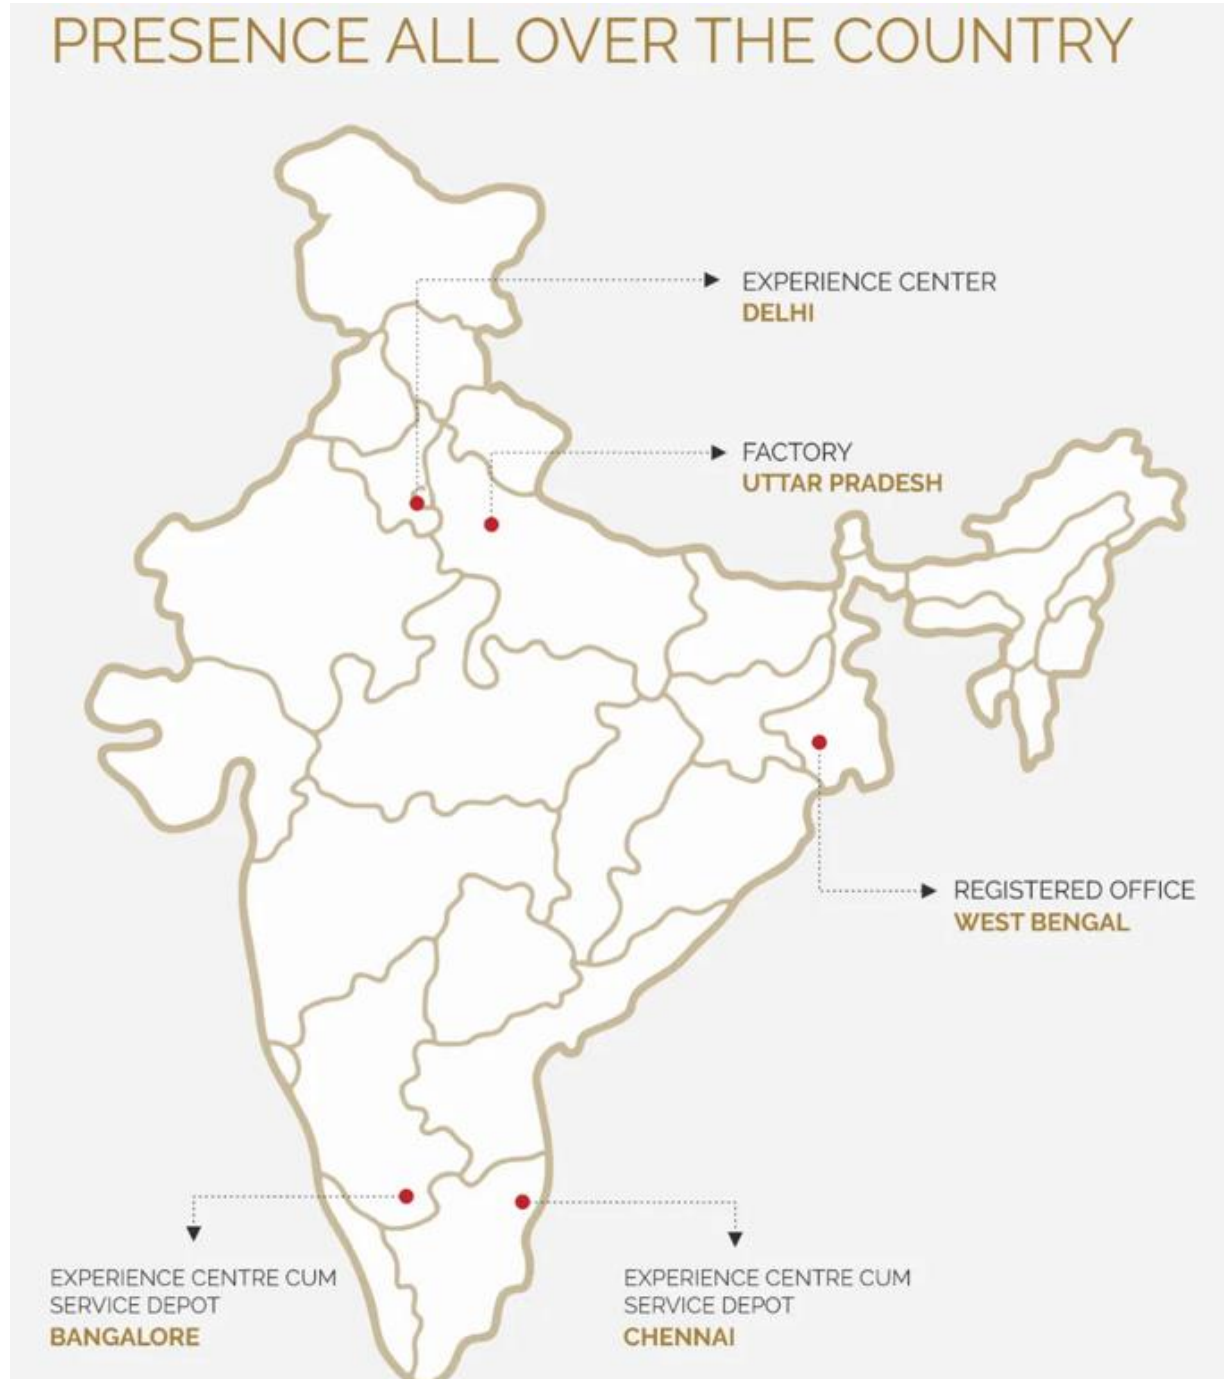 PRESENCE ALL OVER THE COUNTRY
EXPERIENCE CENTER
DELHI
FACTORY
UTTAR PRADESH
REGISTERED OFFICE
WEST BENGAL
EXPERIENCE CENTRE CUM
SERVICE DEPOT
BANGALORE
EXPERIENCE CENTRE CUM
SERVICE DEPOT
CHENNAI